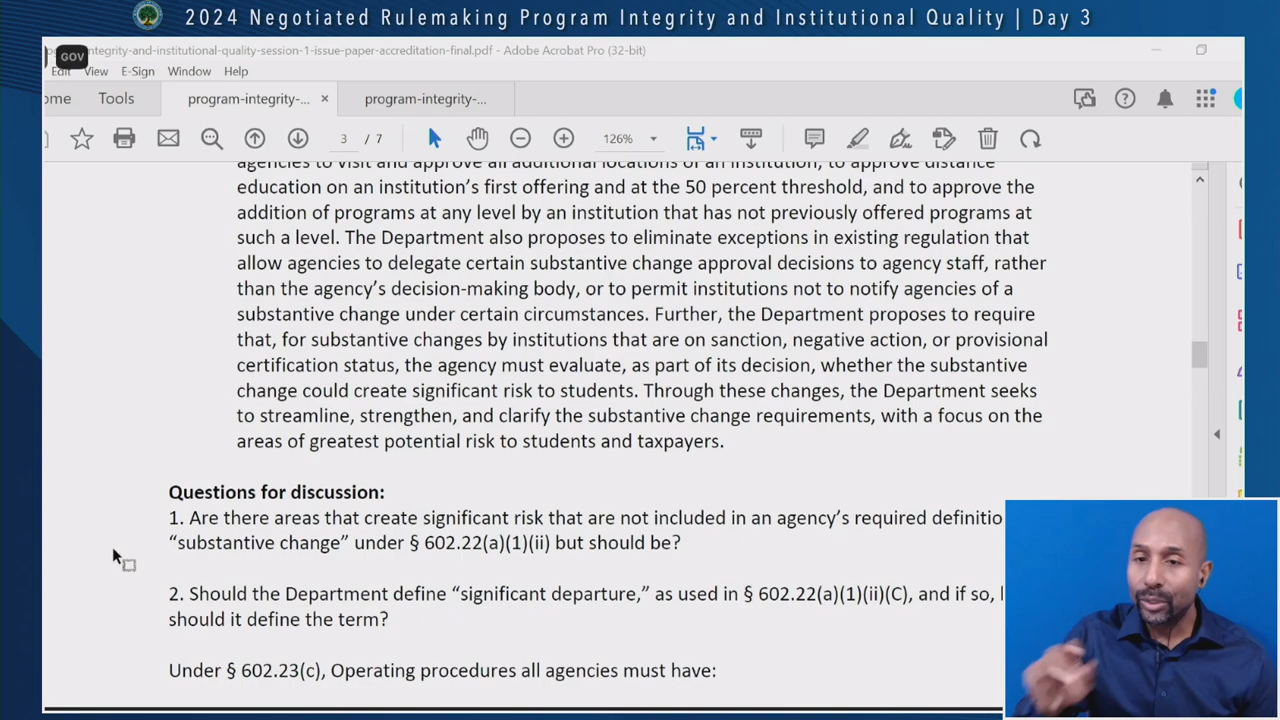 2024 Negotiated Rulemaking Program Integrity and Institutional Quality | Day 3
GOV
integrity-and-institutional-quality-session-1-issue-paper-accreditation-final.pdf - Adobe Acrobat Pro (32-bit)
Edit View E-Sign Window Help
ome Tools program-integrity-... × program-integrity-...
3 / 7 126%
agencies to visit and approve all additional locations of an institution, to approve distance
education on an institution’s first offering and at the 50 percent threshold, and to approve the
addition of programs at any level by an institution that has not previously offered programs at
such a level. The Department also proposes to eliminate exceptions in existing regulation that
allow agencies to delegate certain substantive change approval decisions to agency staff, rather
than the agency’s decision-making body, or to permit institutions not to notify agencies of a
substantive change under certain circumstances. Further, the Department proposes to require
that, for substantive changes by institutions that are on sanction, negative action, or provisional
certification status, the agency must evaluate, as part of its decision, whether the substantive
change could create significant risk to students. Through these changes, the Department seeks
to streamline, strengthen, and clarify the substantive change requirements, with a focus on the
areas of greatest potential risk to students and taxpayers.
Questions for discussion:
1. Are there areas that create significant risk that are not included in an agency’s required definitio
“substantive change” under § 602.22(a)(1)(ii) but should be?
2. Should the Department define “significant departure,” as used in § 602.22(a)(1)(ii)(C), and if so,
should it define the term?
Under § 602.23(c), Operating procedures all agencies must have: